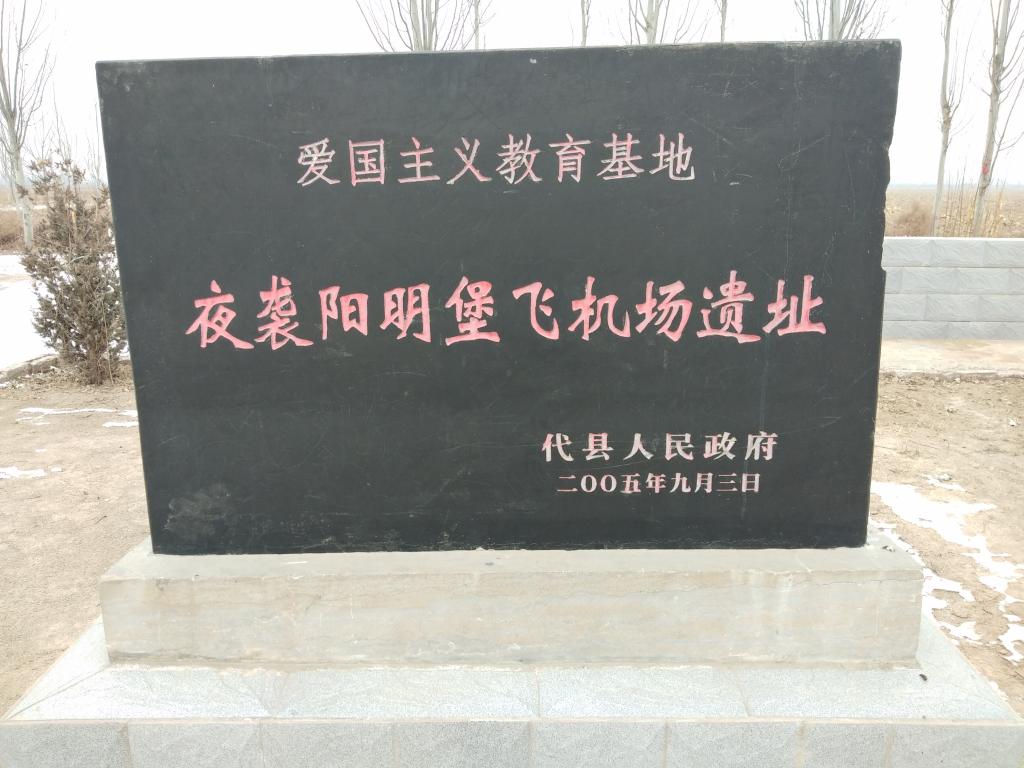 爱国主义教育基地
夜袭阳明堡飞机场遗址
代县人民政府
二00五年九月三日